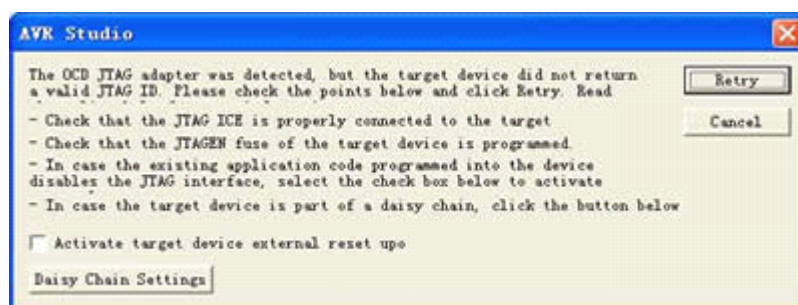 AVR Studio
The OCD JTAG adapter was detected, but the target device did not return
a valid JTAG ID. Please check the points below and click Retry. Read
- Check that the JTAG ICE is properly connected to the target
- Check that the JTAGEN fuse of the target device is programmed.
- In case the existing application code programmed into the device
disables the JTAG interface, select the check box below to activate
- In case the target device is part of a daisy chain, click the button below
Activate target device external reset upo
Daisy Chain Settings
Retry
Cancel